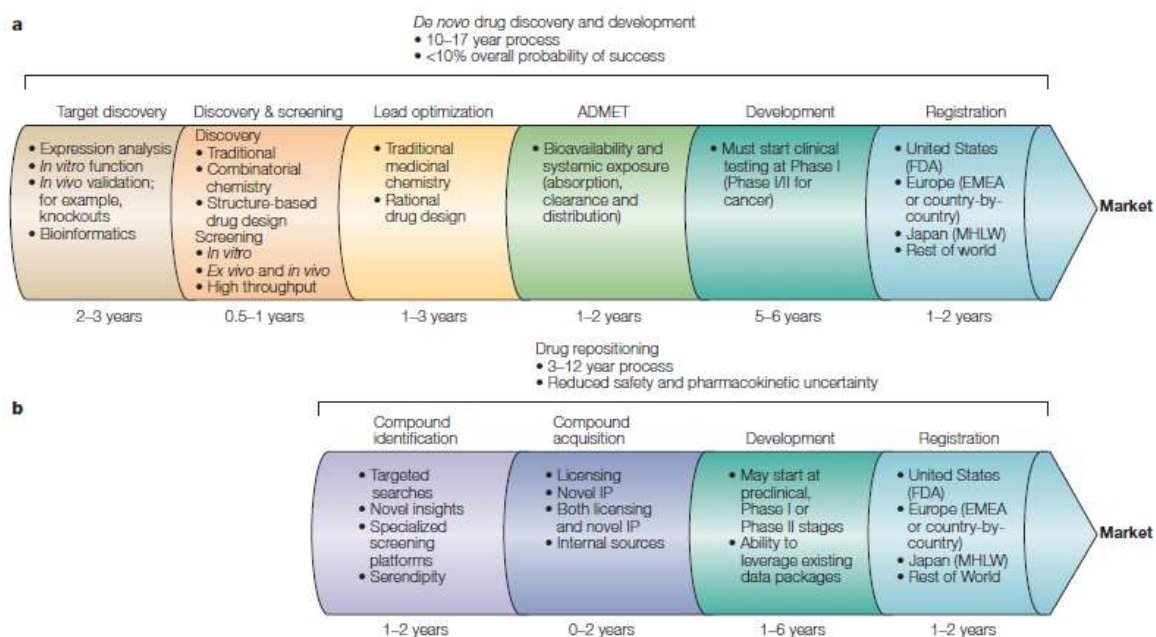 a
De novo drug discovery and development
• 10–17 year process
• <10% overall probability of success
Target discovery
• Expression analysis
• In vitro function
• In vivo validation;
for example,
knockouts
• Bioinformatics
2–3 years
Discovery & screening
Discovery
• Traditional
• Combinatorial
chemistry
• Structure-based
drug design
Screening
• In vitro
• Ex vivo and in vivo
• High throughput
0.5–1 years
Lead optimization
• Traditional
medicinal
chemistry
• Rational
drug design
1–3 years
ADMET
• Bioavailability and
systemic exposure
(absorption,
clearance and
distribution)
1–2 years
Development
• Must start clinical
testing at Phase I
(Phase I/II for
cancer)
5–6 years
Registration
• United States
(FDA)
• Europe (EMEA
or country-by-
country)
• Japan (MHLW)
• Rest of world
1–2 years
Market
b
Drug repositioning
• 3–12 year process
• Reduced safety and pharmacokinetic uncertainty
Compound
identification
• Targeted
searches
• Novel insights
• Specialized
screening
platforms
• Serendipity
1–2 years
Compound
acquisition
• Licensing
• Novel IP
• Both licensing
and novel IP
• Internal sources
0–2 years
Development
• May start at
preclinical,
Phase I or
Phase II stages
• Ability to
leverage existing
data packages
1–6 years
Registration
• United States
(FDA)
• Europe (EMEA
or country-by-
country)
• Japan (MHLW)
• Rest of World
1–2 years
Market